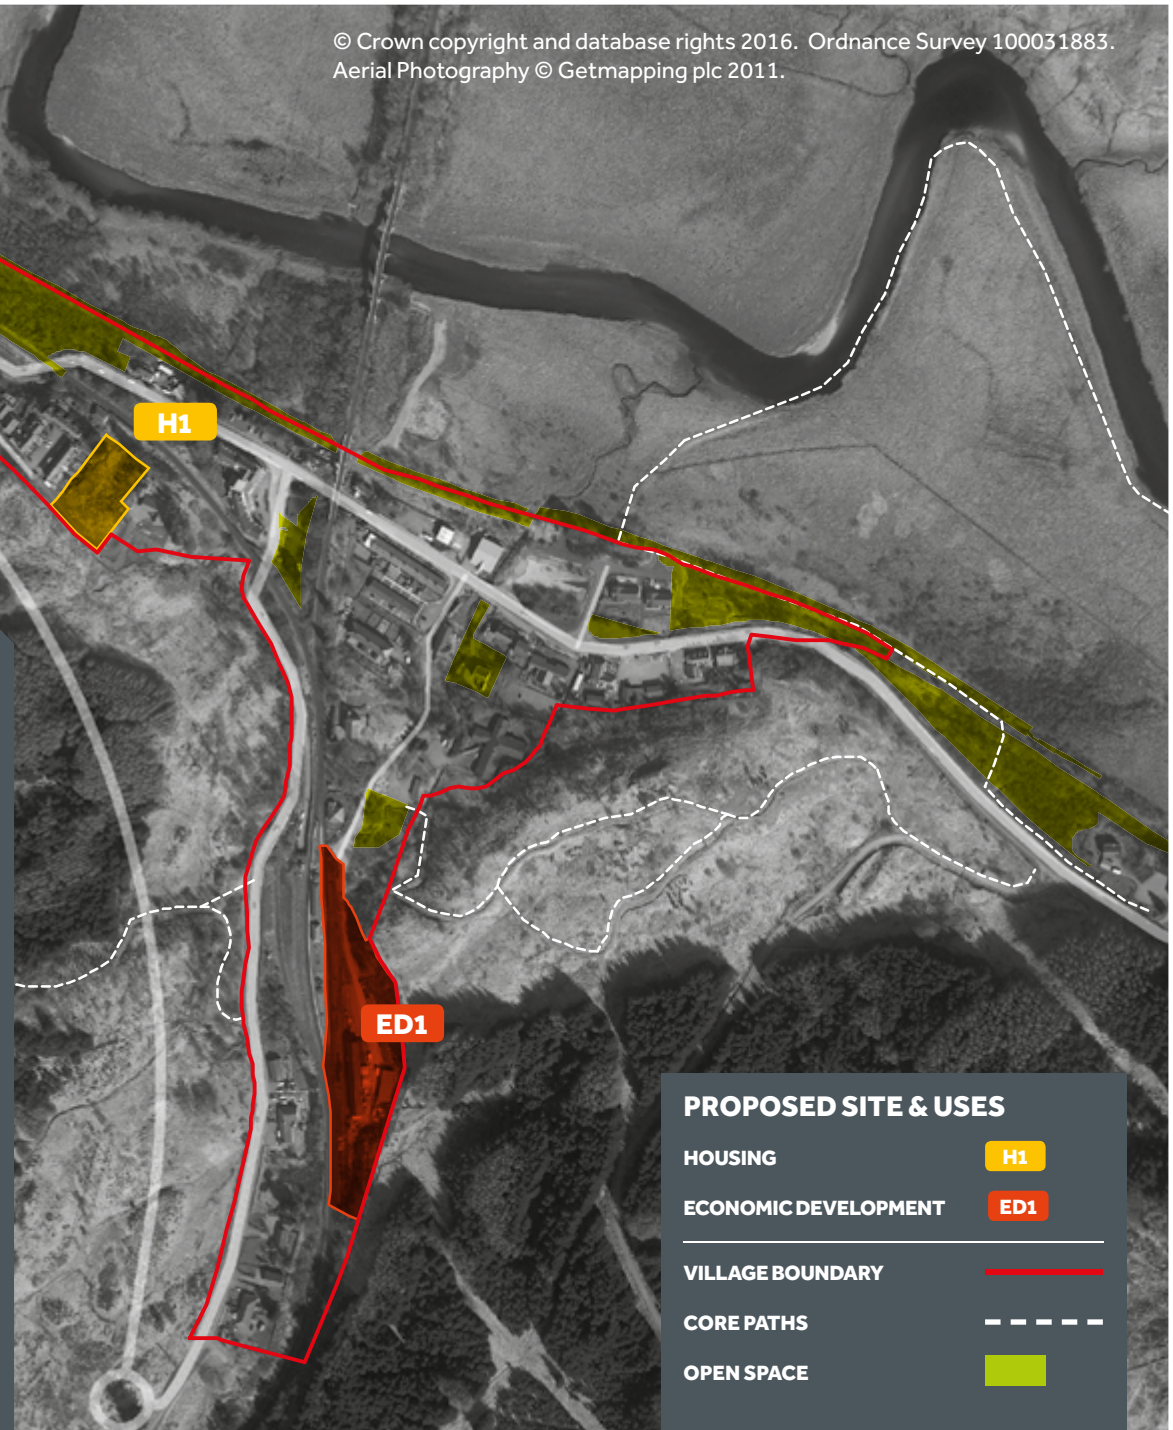 © Crown copyright and database rights 2016. Ordnance Survey 100031883.
Aerial Photography © Getmapping plc 2011.
H1
ED1
PROPOSED SITE & USES
HOUSING H1
ECONOMIC DEVELOPMENT ED1
VILLAGE BOUNDARY
CORE PATHS
OPEN SPACE